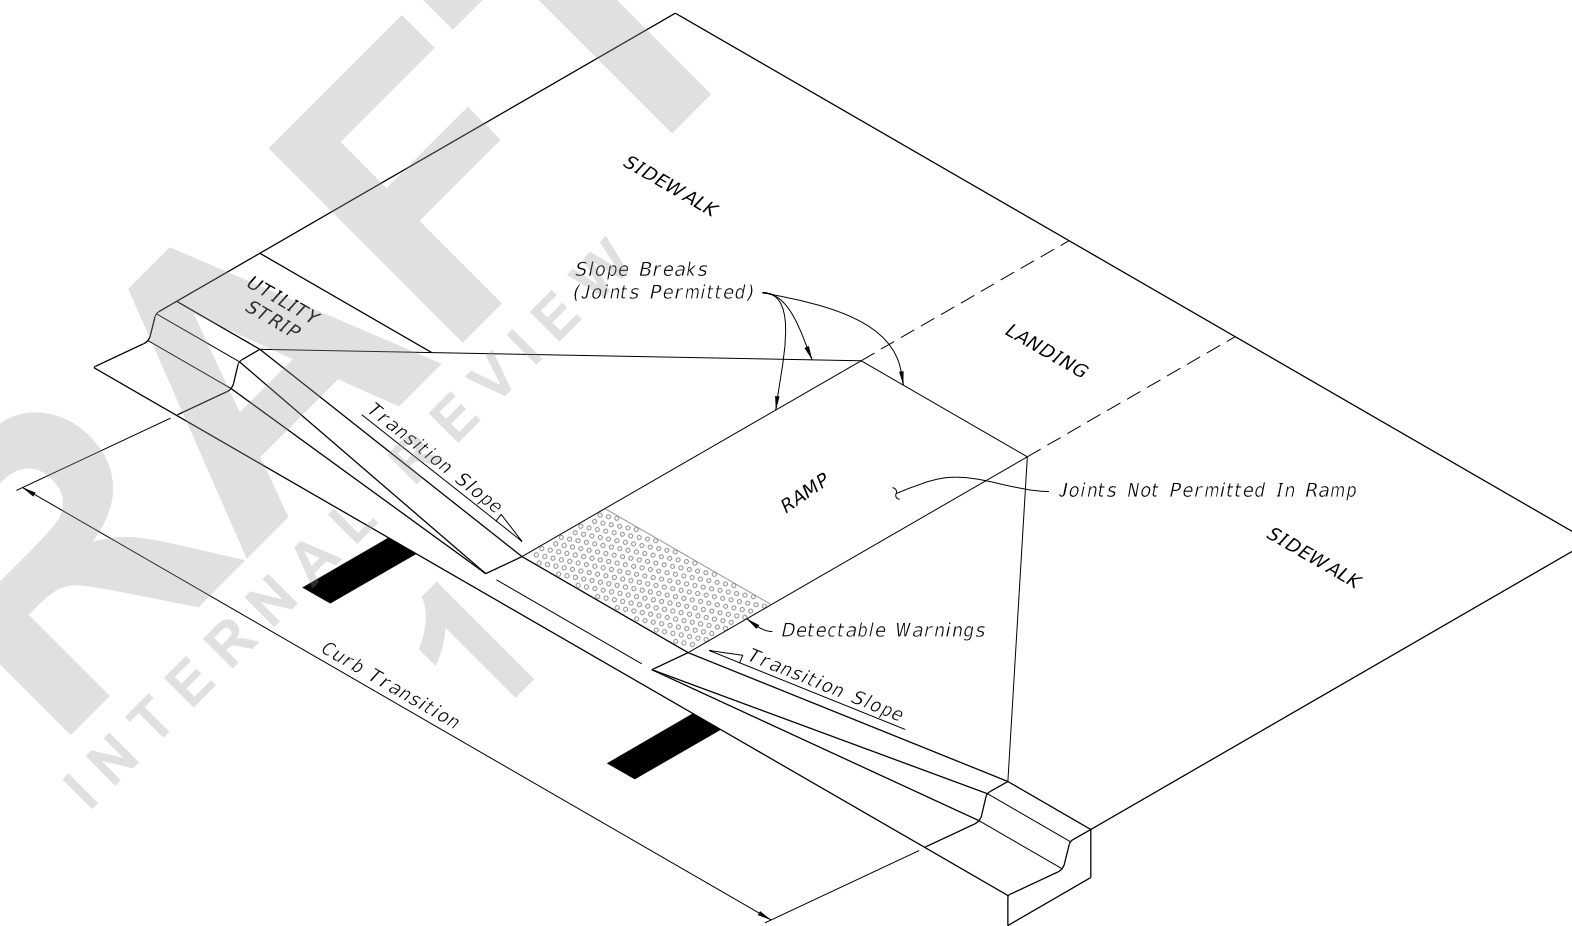 SIDEWALK
Slope Breaks
(Joints Permitted)
UTILITY
STRIP
LANDING
Transition Slope
RAMP
Joints Not Permitted In Ramp
SIDEWALK
Detectable Warnings
Transition Slope
Curb Transition
RAFT
INTERNAL REVIEW
1